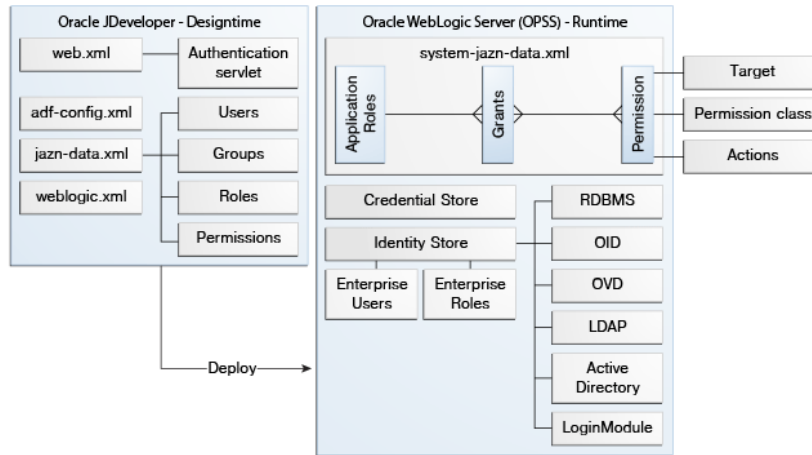 Oracle JDeveloper - Designtime
web.xml
Authentication
servlet
adf-config.xml
Users
jazn-data.xml
Groups
weblogic.xml
Roles
Permissions
Deploy
Oracle WebLogic Server (OPSS) - Runtime
system-jazn-data.xml
Application
Roles
Grants
Permission
Target
Permission class
Actions
Credential Store
Identity Store
Enterprise
Users
Enterprise
Roles
RDBMS
OID
OVD
LDAP
Active
Directory
LoginModule